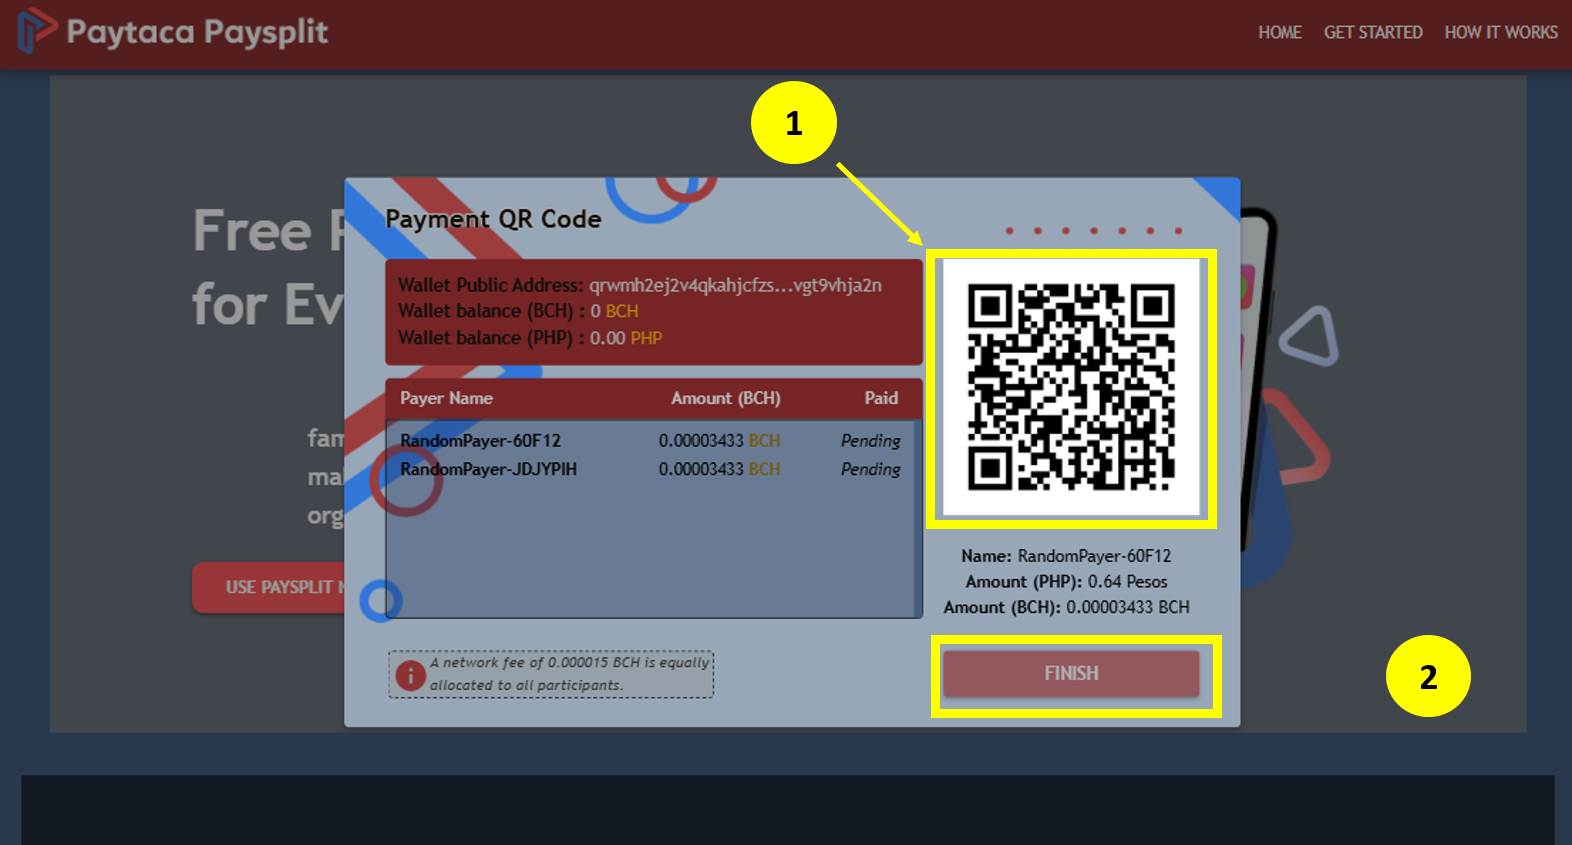 Paytaca Paysplit
HOME GET STARTED HOW IT WORKS
1
Free P
for Ev
fam
mak
org
USE PAYSPLIT N
Payment QR Code
Wallet Public Address: qrwmh2ej2v4qkahjcfzs...vgt9vhja2n
Wallet balance (BCH) : 0 BCH
Wallet balance (PHP) : 0.00 PHP
Payer Name Amount (BCH) Paid
RandomPayer-60F12 0.00003433 BCH Pending
RandomPayer-JDJYPIH 0.00003433 BCH Pending
A network fee of 0.000015 BCH is equally
allocated to all participants.
Name: RandomPayer-60F12
Amount (PHP): 0.64 Pesos
Amount (BCH): 0.00003433 BCH
FINISH
2